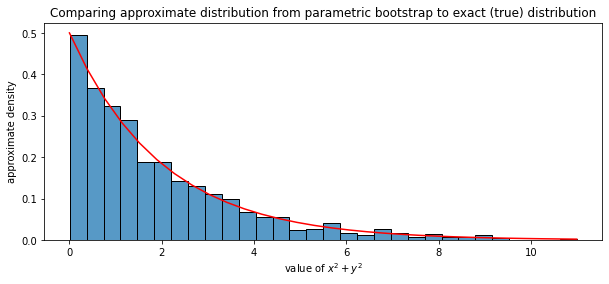 Comparing approximate distribution from parametric bootstrap to exact (true) distribution
approximate density
0.5
0.4
0.3
0.2
0.1
0.0
0 2 4 6 8 10
value of x² + y²